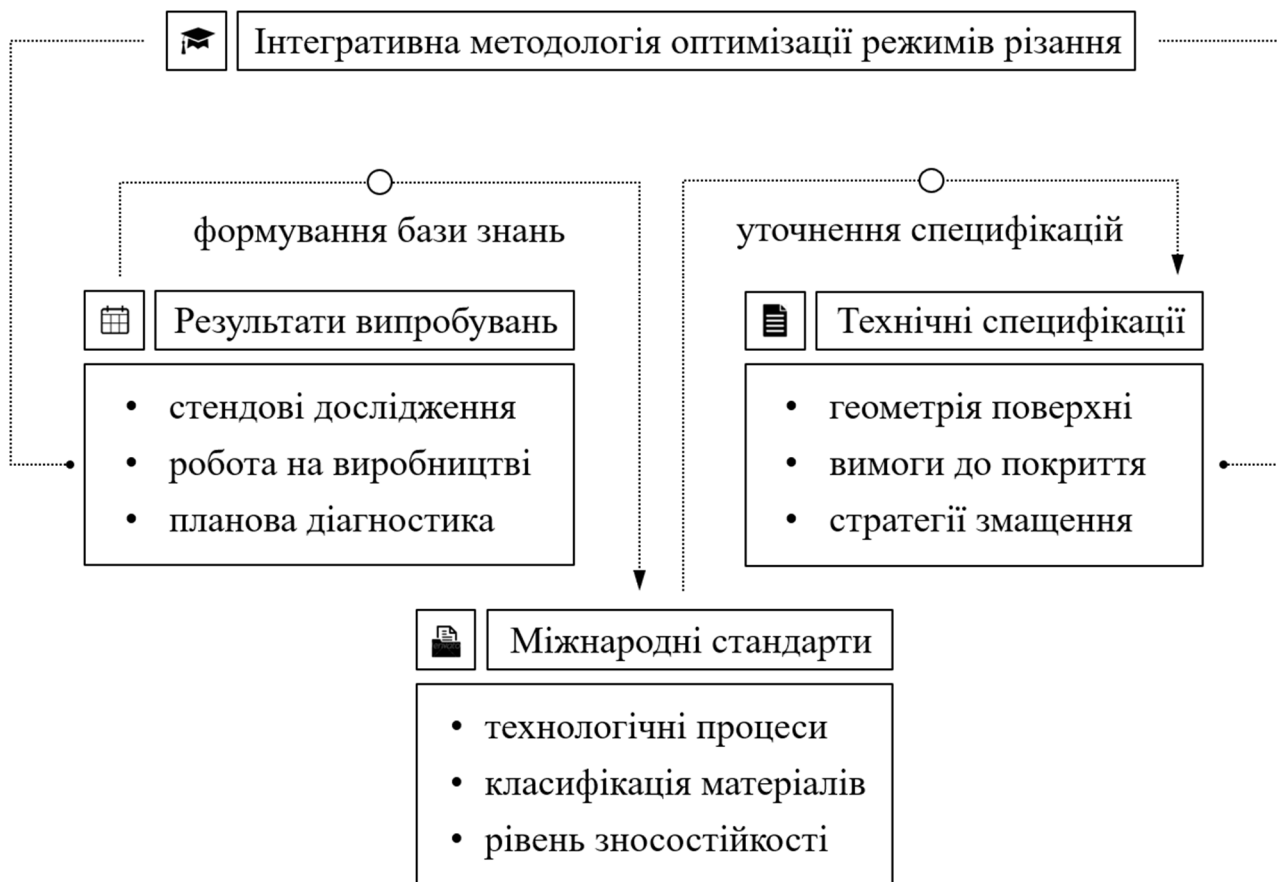 Інтегративна методологія оптимізації режимів різання
формування бази знань
уточнення специфікацій
Результати випробувань
• стендові дослідження
• робота на виробництві
• планова діагностика
Технічні специфікації
• геометрія поверхні
• вимоги до покриття
• стратегії змащення
Міжнародні стандарти
• технологічні процеси
• класифікація матеріалів
• рівень зносостійкості